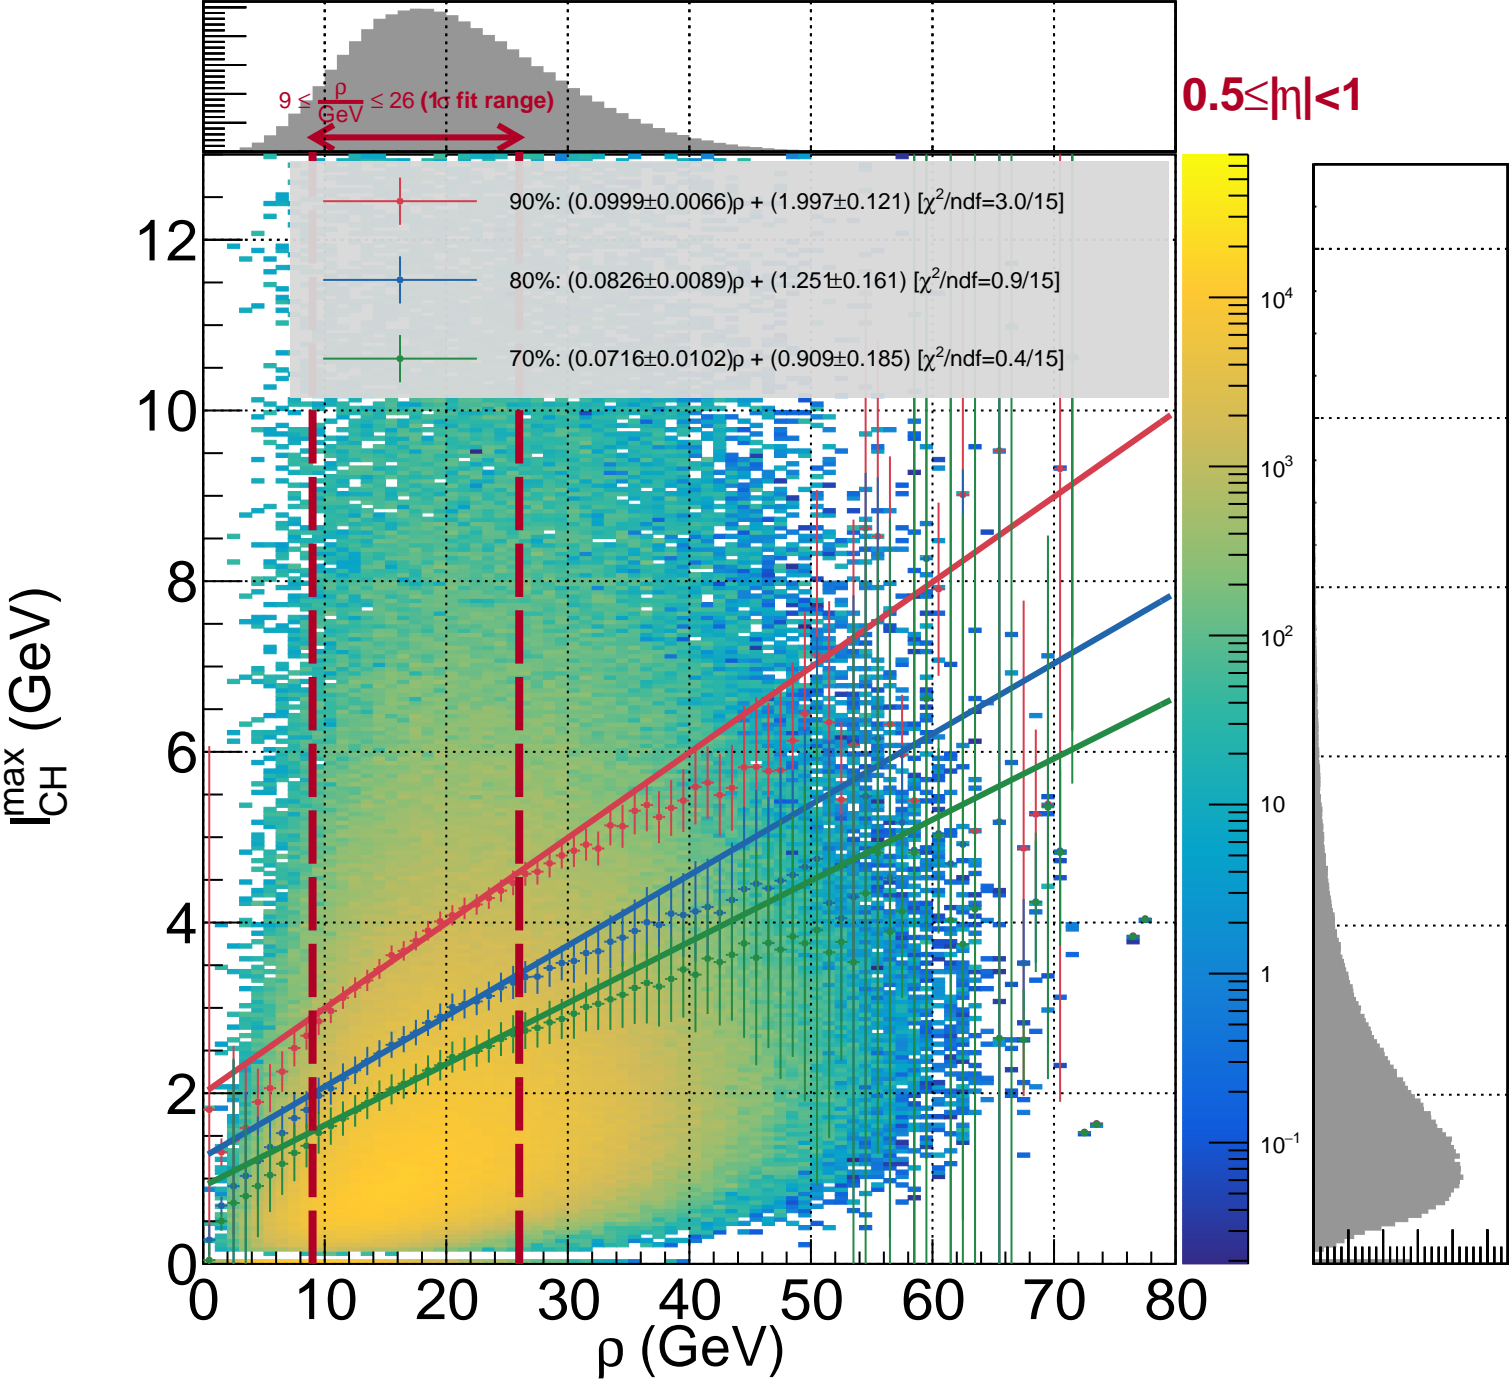 9 ≤ ρ/GeV ≤ 26 (1σ fit range)
0.5≤|η|<1
90%: (0.0999±0.0066)ρ + (1.997±0.121) [χ²/ndf=3.0/15]
80%: (0.0826±0.0089)ρ + (1.251±0.161) [χ²/ndf=0.9/15]
70%: (0.0716±0.0102)ρ + (0.909±0.185) [χ²/ndf=0.4/15]
12
10
8
6
4
2
0
I_CH^max (GeV)
0 10 20 30 40 50 60 70 80
ρ (GeV)
10⁴
10³
10²
10
1
10⁻¹